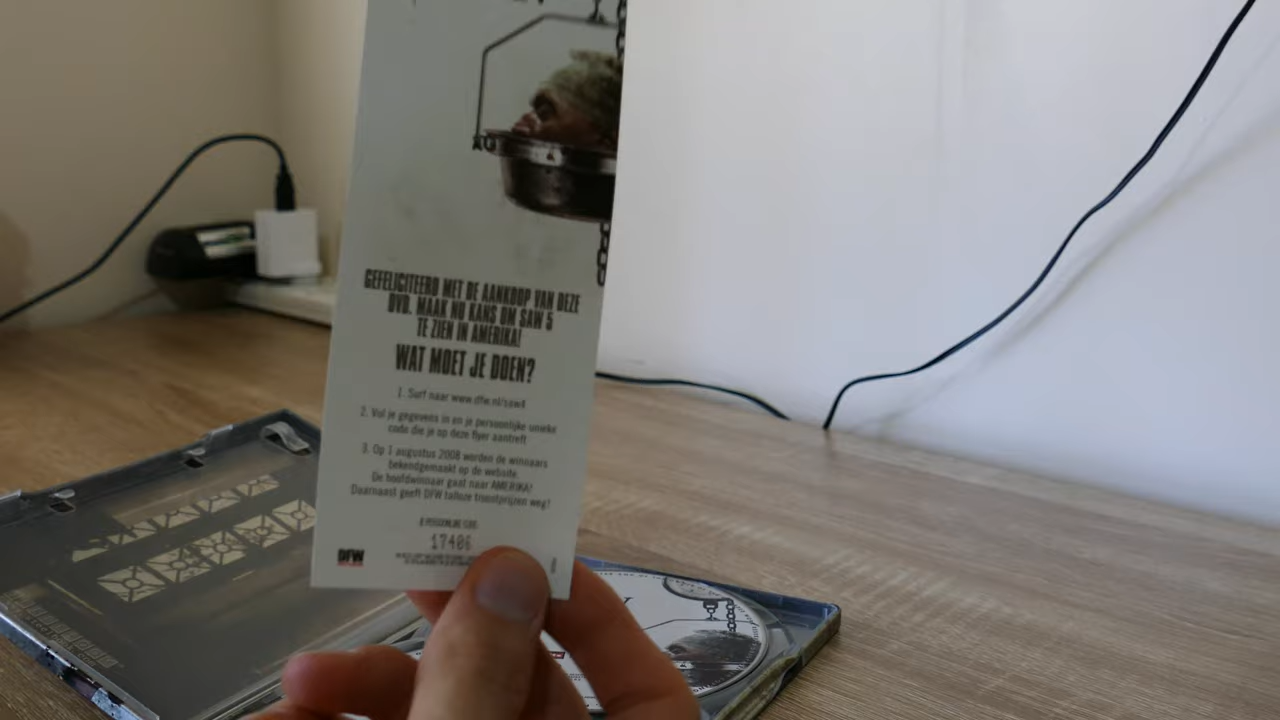 GEFELICITEERD MET DE AANKOOP VAN DEZE
DVD. MAAK NU KANS OM SAW 5
TE ZIEN IN AMERIKA!
WAT MOET JE DOEN?
1. Surf naar www.dfw.nl/saw4
2. Vul je gegevens in en je persoonlijke unieke
code die je op deze flyer aantreft
3. Op 1 augustus 2008 worden de winnaars
bekendgemaakt op de website.
De hoofdwinnaar gaat naar AMERIKA!
Daarnaast geeft DFW talloze troostprijzen weg!
JE PERSOONLIJKE CODE:
17406
DFW